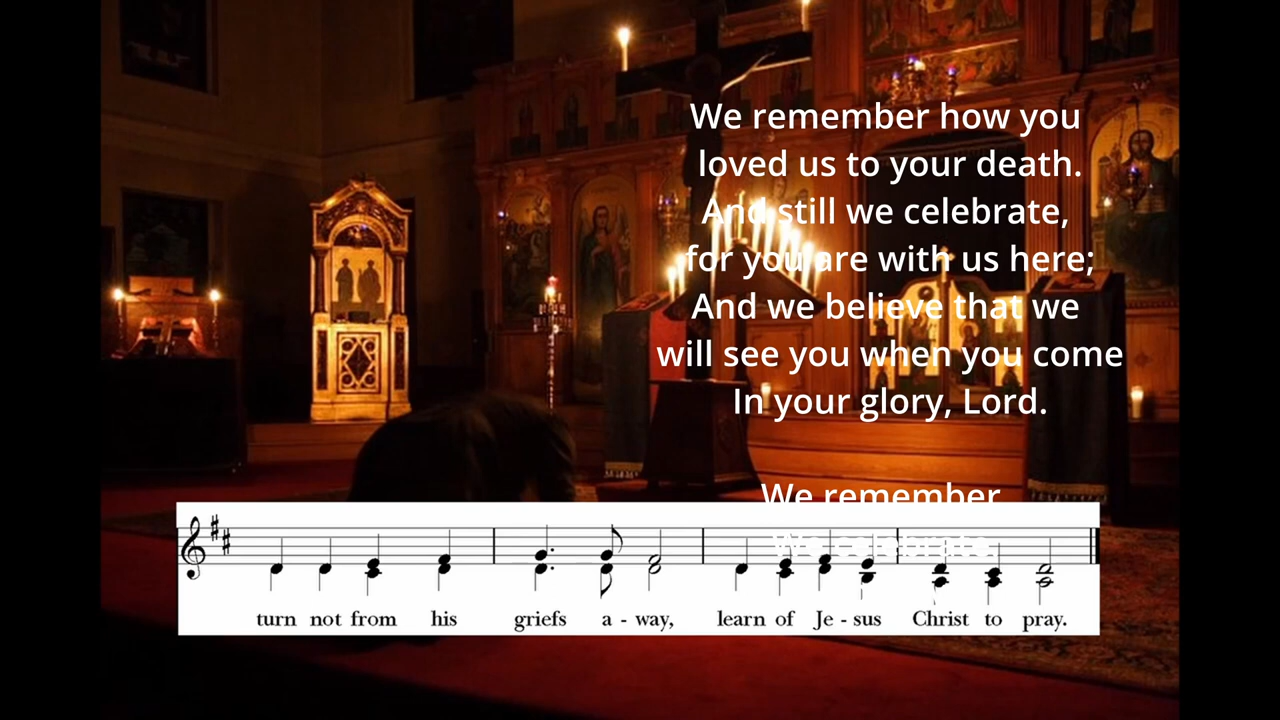 We remember how you
loved us to your death.
And still we celebrate,
for you are with us here;
And we believe that we
will see you when you come
In your glory, Lord.
We remember
We celebrate
turn not from his griefs a - way, learn of Je - sus Christ to pray.